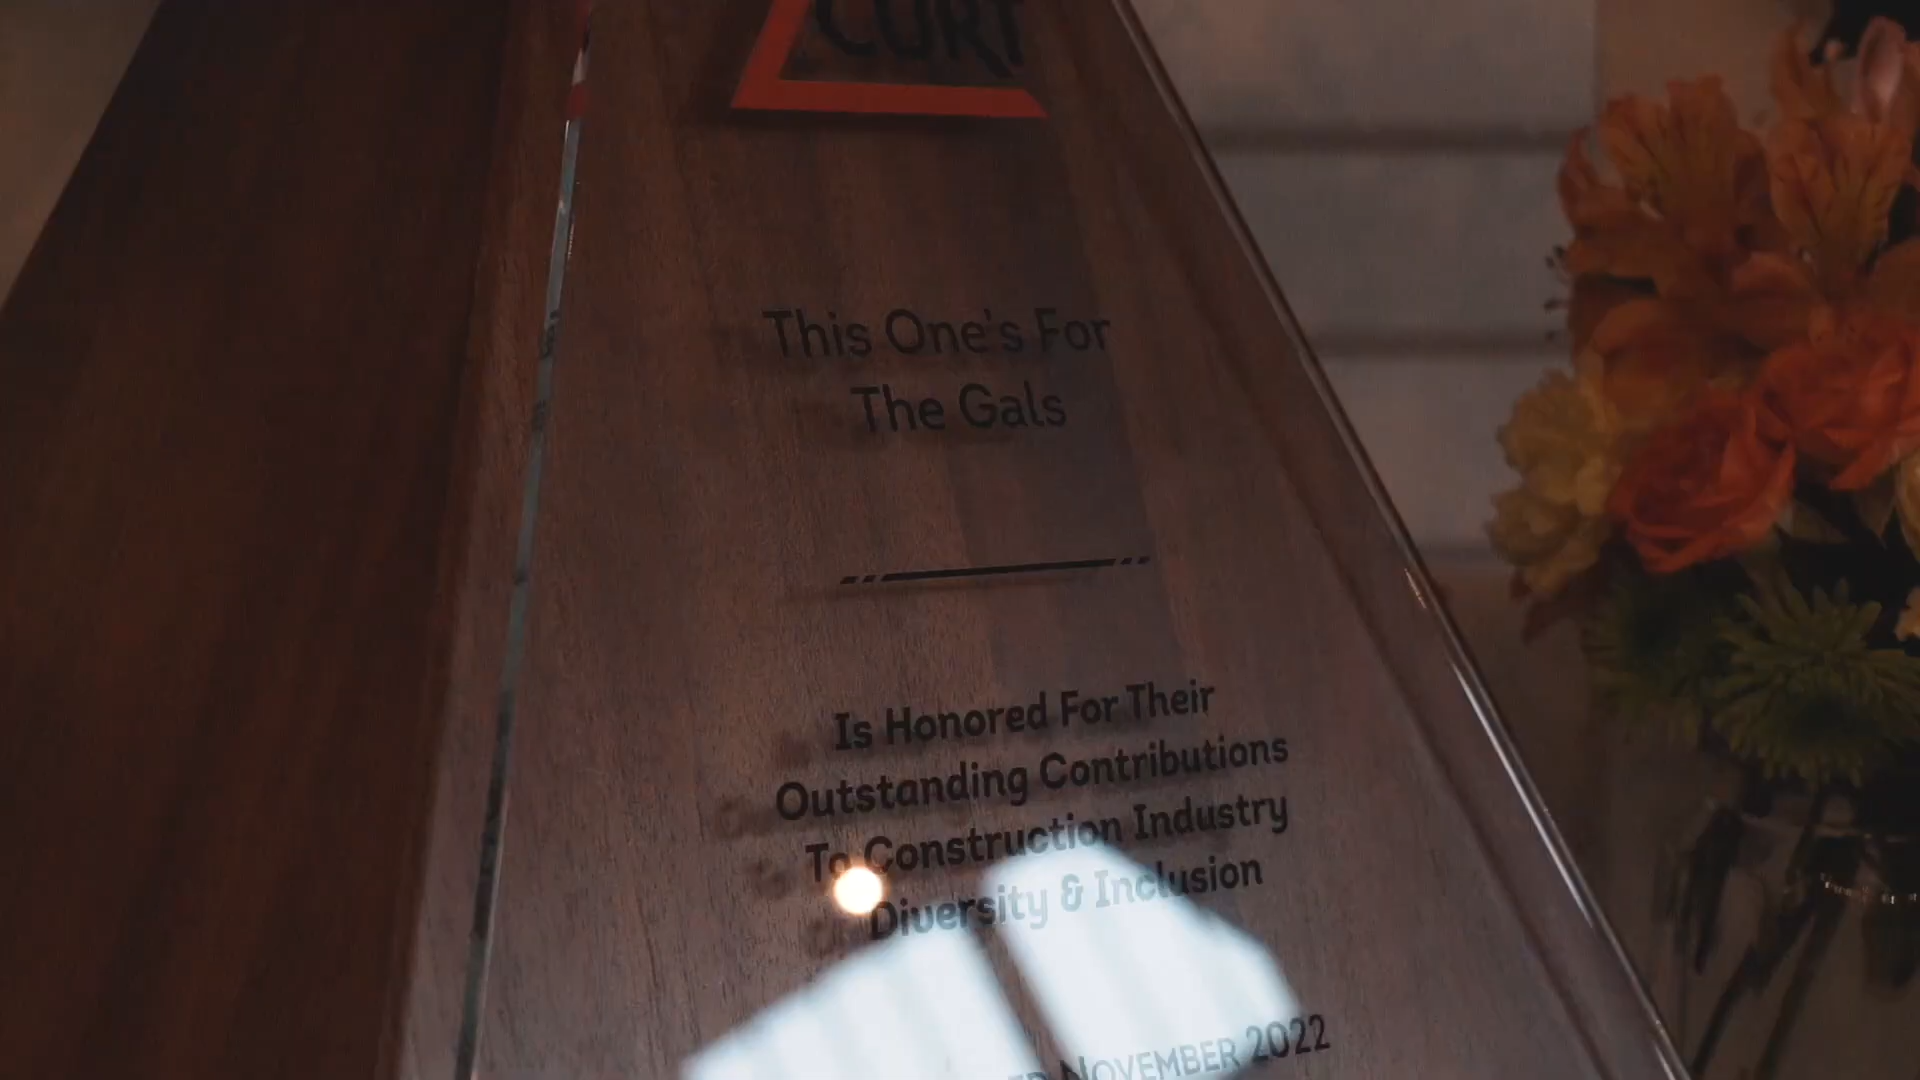 CURT
This One's For
The Gals
Is Honored For Their
Outstanding Contributions
To Construction Industry
Diversity & Inclusion
November 2022